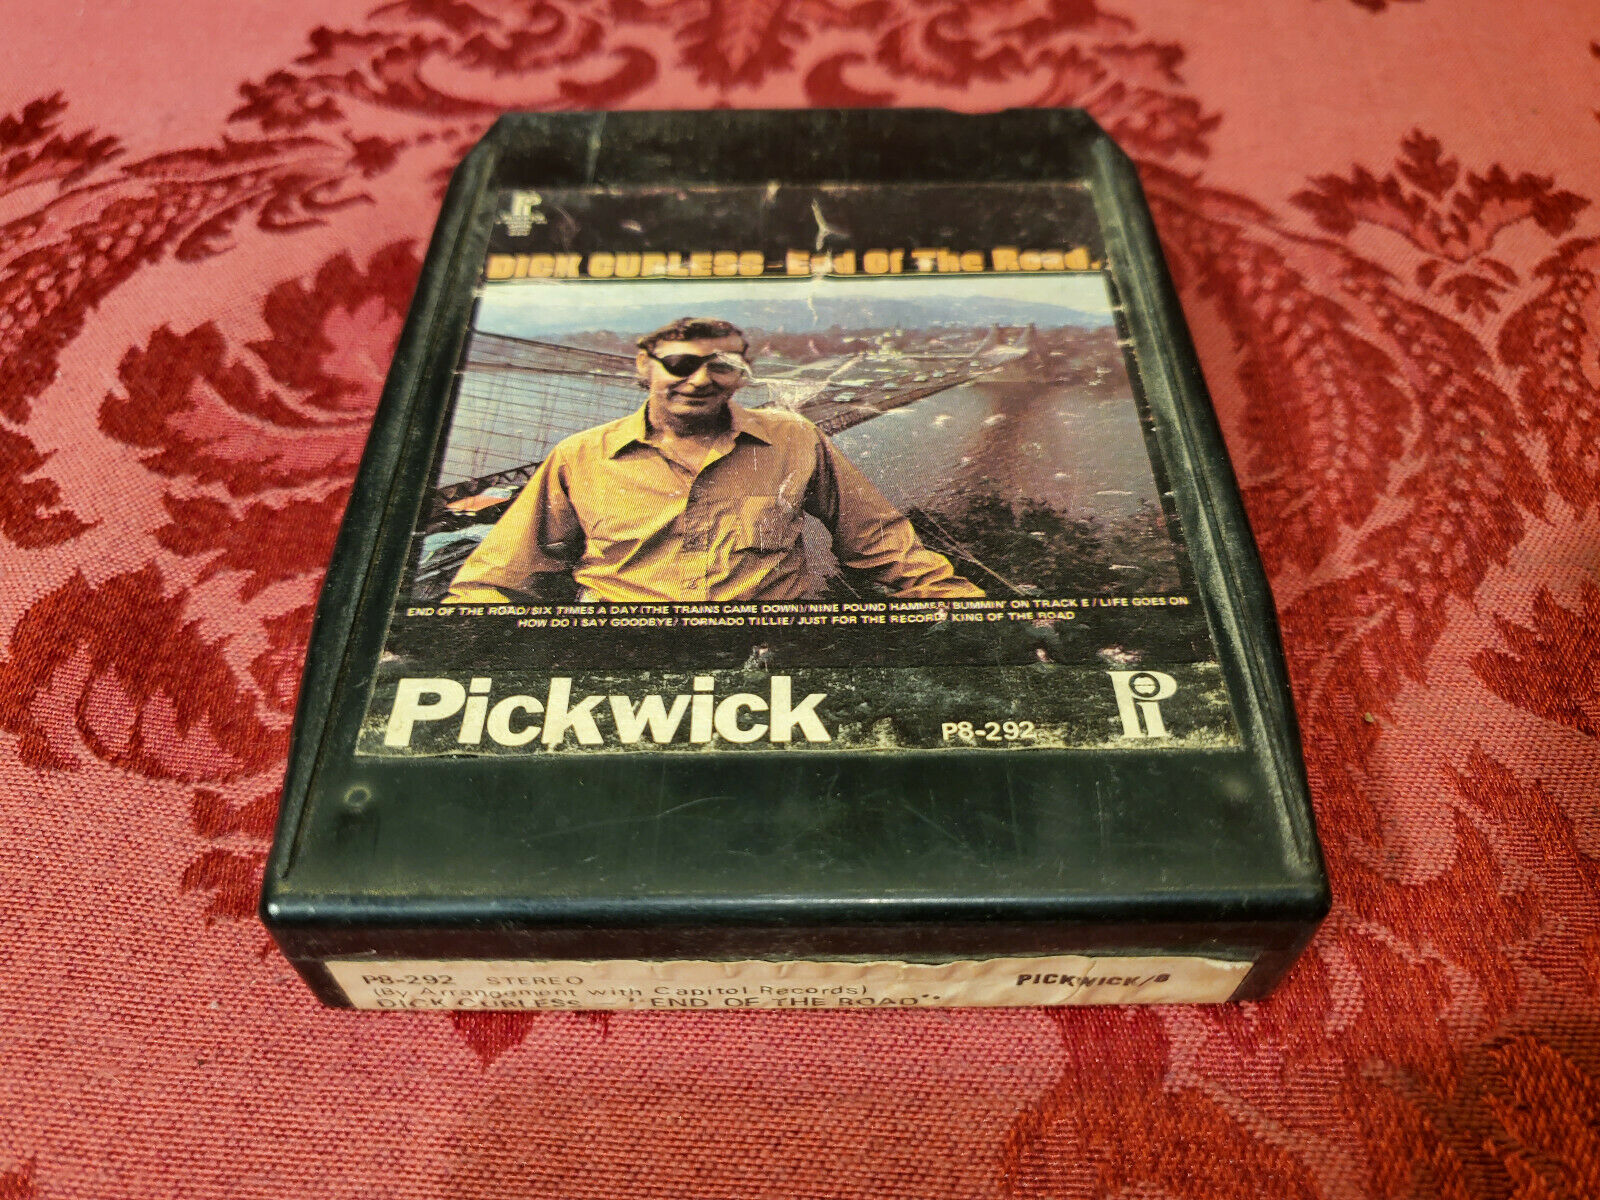 DICK CURLESS - End Of The Road.
END OF THE ROAD/SIX TIMES A DAY (THE TRAINS CAME DOWN)/NINE POUND HAMMER/BUMMIN' ON TRACK E/LIFE GOES ON
HOW DO I SAY GOODBYE/TORNADO TILLIE/JUST FOR THE RECORD/KING OF THE ROAD
Pickwick P8-292 Pi
P8-292 STEREO PICKWICK/8
(By Arrangement with Capitol Records)
DICK CURLESS - "END OF THE ROAD"